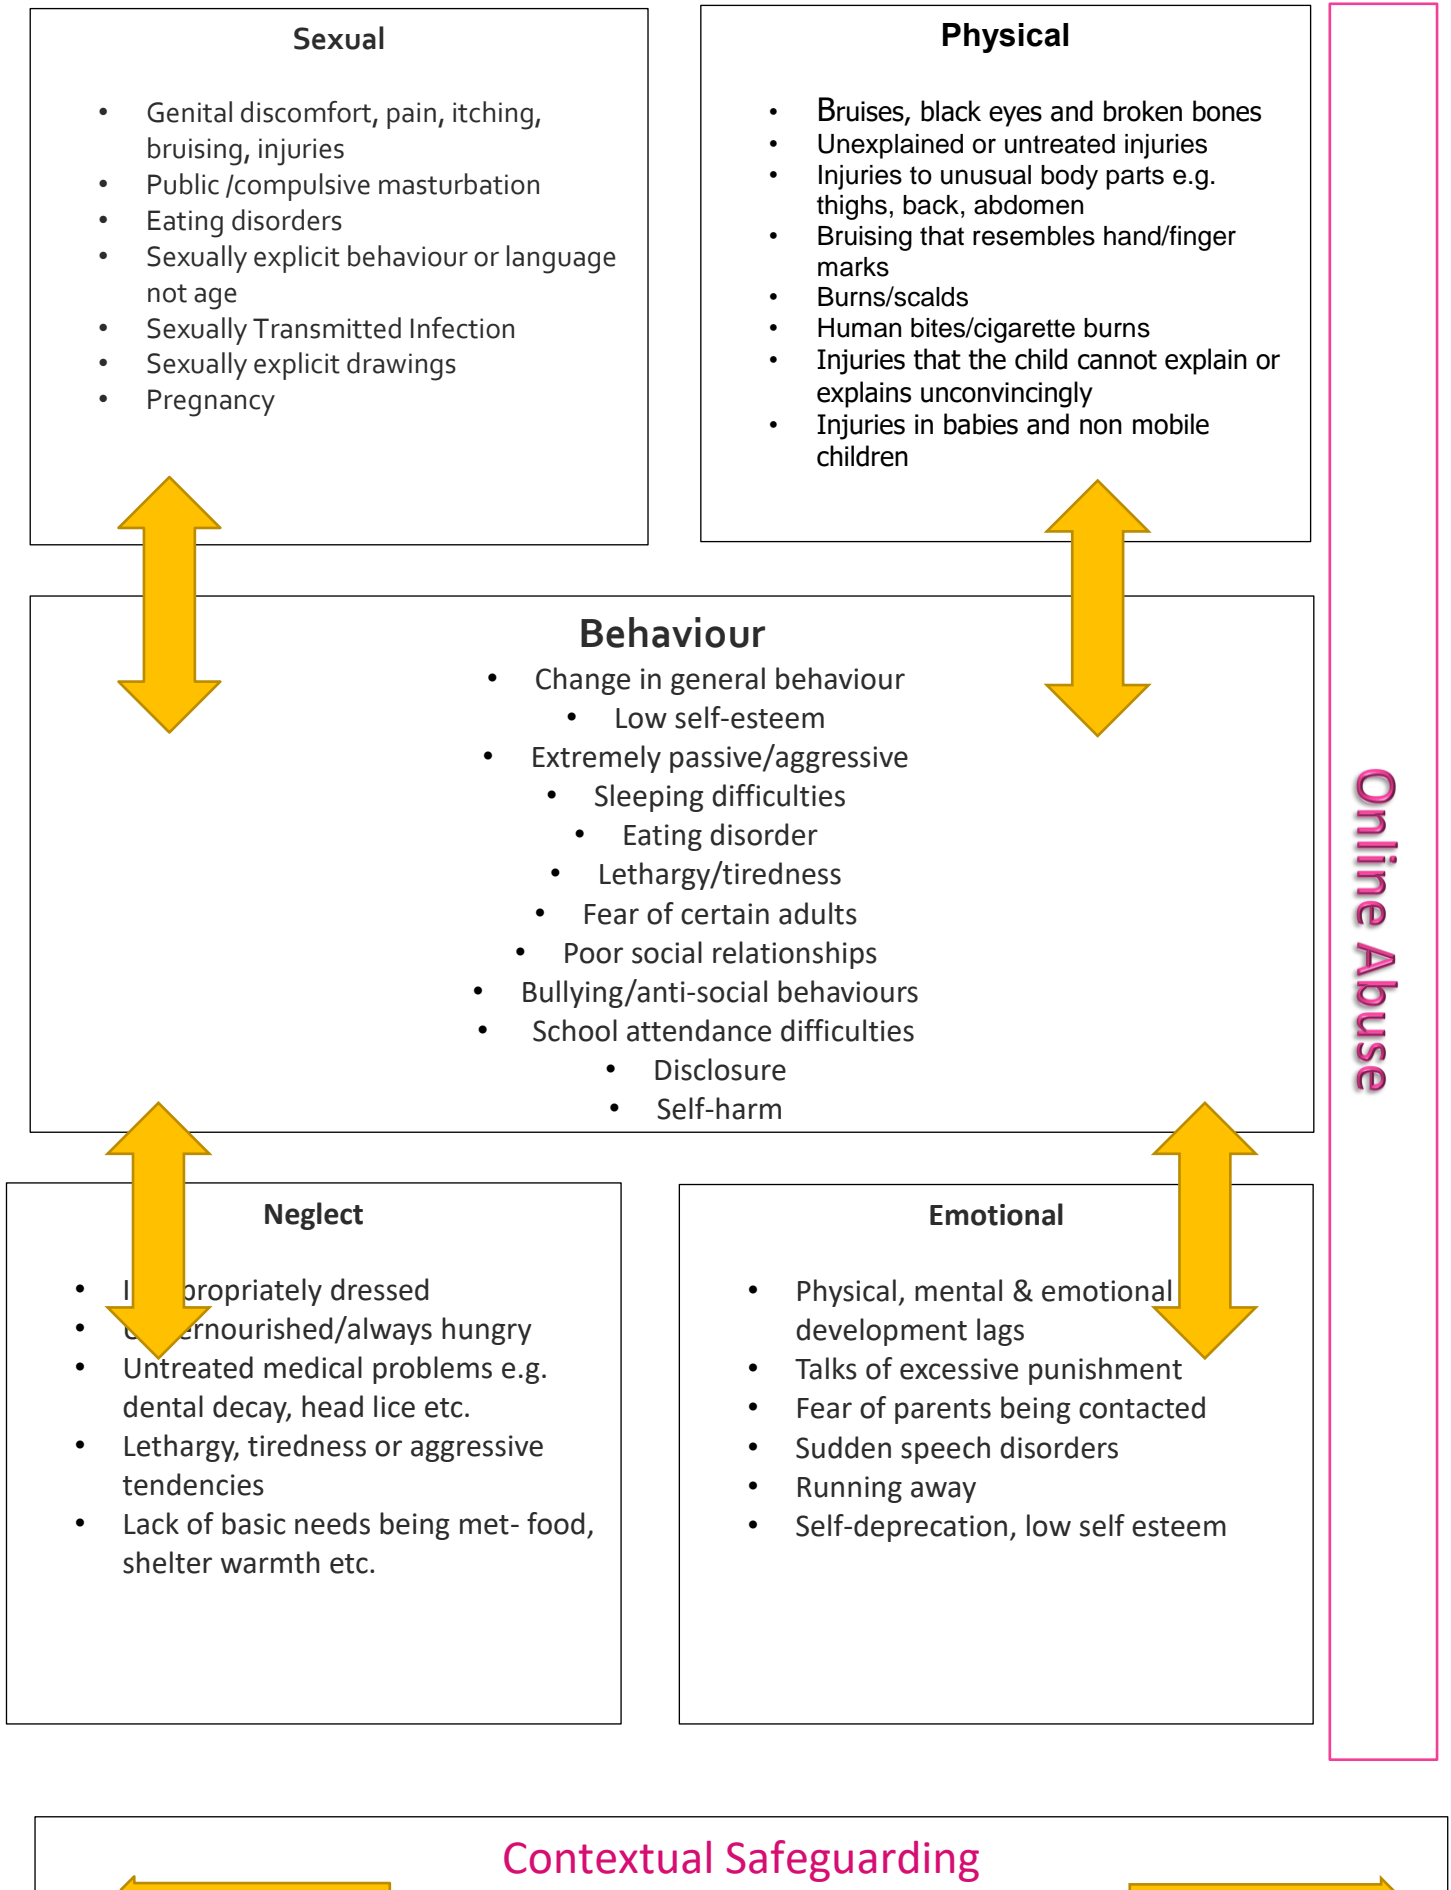 Sexual
• Genital discomfort, pain, itching,
bruising, injuries
• Public /compulsive masturbation
• Eating disorders
• Sexually explicit behaviour or language
not age
• Sexually Transmitted Infection
• Sexually explicit drawings
• Pregnancy
Physical
• Bruises, black eyes and broken bones
• Unexplained or untreated injuries
• Injuries to unusual body parts e.g.
thighs, back, abdomen
• Bruising that resembles hand/finger
marks
• Burns/scalds
• Human bites/cigarette burns
• Injuries that the child cannot explain or
explains unconvincingly
• Injuries in babies and non mobile
children
Behaviour
• Change in general behaviour
• Low self-esteem
• Extremely passive/aggressive
• Sleeping difficulties
• Eating disorder
• Lethargy/tiredness
• Fear of certain adults
• Poor social relationships
• Bullying/anti-social behaviours
• School attendance difficulties
• Disclosure
• Self-harm
Neglect
• dressed
• always hungry
• Untreated medical problems e.g.
dental decay, head lice etc.
• Lethargy, tiredness or aggressive
tendencies
• Lack of basic needs being met- food,
shelter warmth etc.
Emotional
• Physical, mental & emotional
development lags
• Talks of excessive punishment
• Fear of parents being contacted
• Sudden speech disorders
• Running away
• Self-deprecation, low self esteem
Online Abuse
Contextual Safeguarding